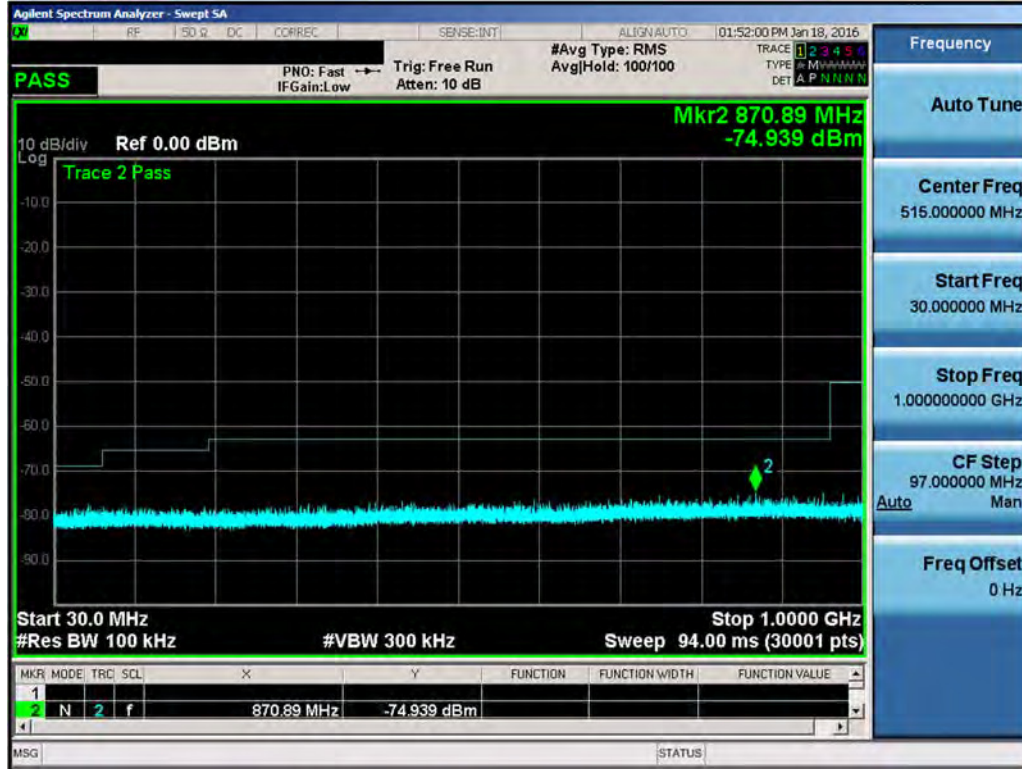 Agilent Spectrum Analyzer - Swept SA
RF 50 Ω DC CORREC SENSE:INT ALIGN AUTO 01:52:00 PM Jan 18, 2016
PASS
PNO: Fast
IFGain:Low
Trig: Free Run
Atten: 10 dB
#Avg Type: RMS
Avg|Hold: 100/100
TRACE 1 2 3 4 5 6
TYPE
DET A P N N N N
Mkr2 870.89 MHz
-74.939 dBm
10 dB/div Ref 0.00 dBm
Log
Trace 2 Pass
-10.0
-20.0
-30.0
-40.0
-50.0
-60.0
-70.0
-80.0
-90.0
2
Start 30.0 MHz Stop 1.0000 GHz
#Res BW 100 kHz #VBW 300 kHz Sweep 94.00 ms (30001 pts)
MKR MODE TRC SCL X Y FUNCTION FUNCTION WIDTH FUNCTION VALUE
1
2 N 2 f 870.89 MHz -74.939 dBm
MSG STATUS
Frequency
Auto Tune
Center Freq
515.000000 MHz
Start Freq
30.000000 MHz
Stop Freq
1.000000000 GHz
CF Step
97.000000 MHz
Auto Man
Freq Offset
0 Hz